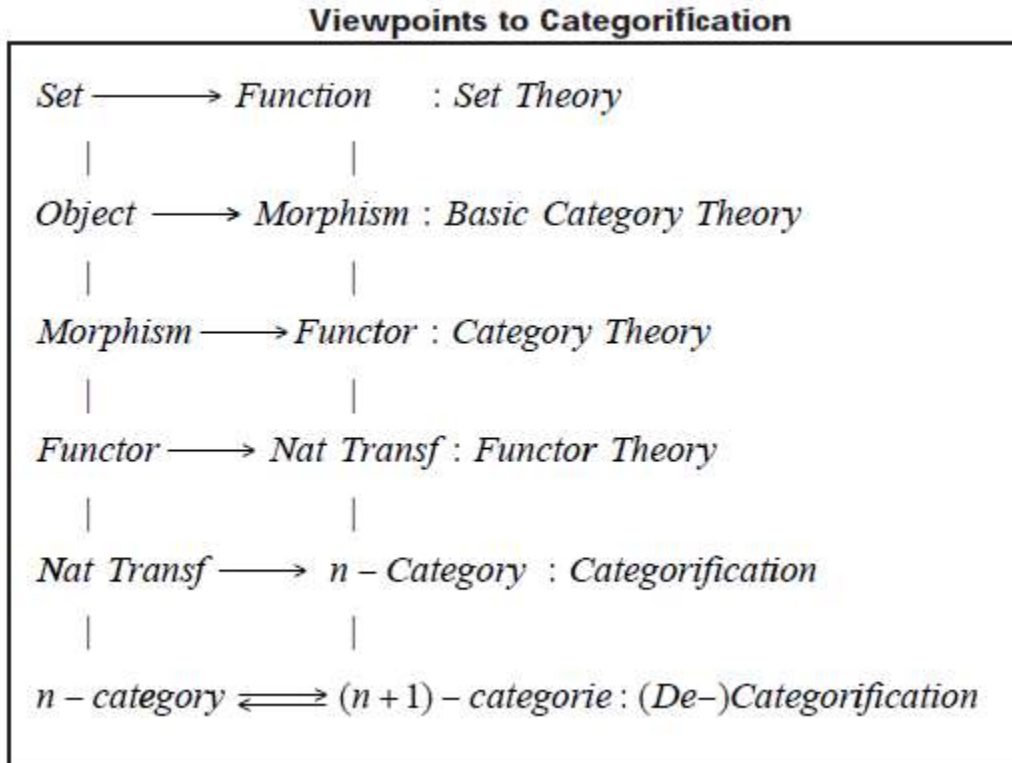 Viewpoints to Categorification
Set ⟶ Function : Set Theory
| |
Object ⟶ Morphism : Basic Category Theory
| |
Morphism ⟶ Functor : Category Theory
| |
Functor ⟶ Nat Transf : Functor Theory
| |
Nat Transf ⟶ n – Category : Categorification
| |
n – category ⇌ (n + 1) – categorie : (De–)Categorification